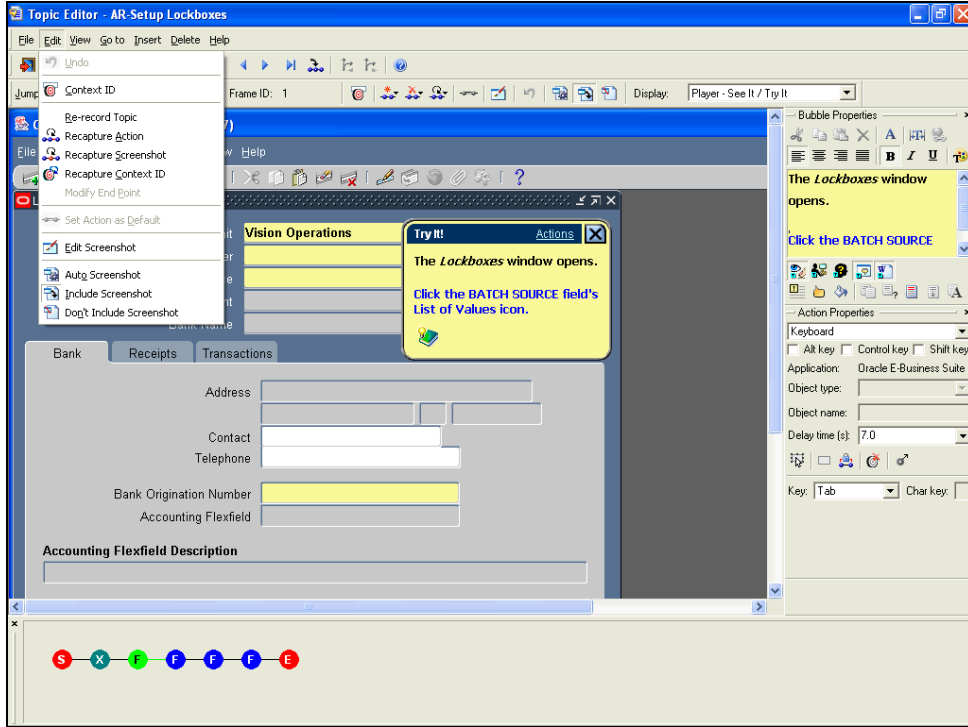 Topic Editor - AR-Setup Lockboxes
File Edit View Go to Insert Delete Help
Undo
Context ID
Re-record Topic
Recapture Action
Recapture Screenshot
Recapture Context ID
Modify End Point
Set Action as Default
Edit Screenshot
Auto Screenshot
Include Screenshot
Don't Include Screenshot
Jump
Frame ID: 1
Display: Player - See It / Try It
7)
File
w Help
Vision Operations
Bank Name
Try It! Actions
The Lockboxes window opens.
Click the BATCH SOURCE field's
List of Values icon.
Bank Receipts Transactions
Address
Contact
Telephone
Bank Origination Number
Accounting Flexfield
Accounting Flexfield Description
Bubble Properties
A
B I U
The Lockboxes window
opens.
Click the BATCH SOURCE
Action Properties
Keyboard
Alt key Control key Shift key
Application: Oracle E-Business Suite
Object type:
Object name:
Delay time (s): 7.0
Key: Tab Char key:
S X F F F F E